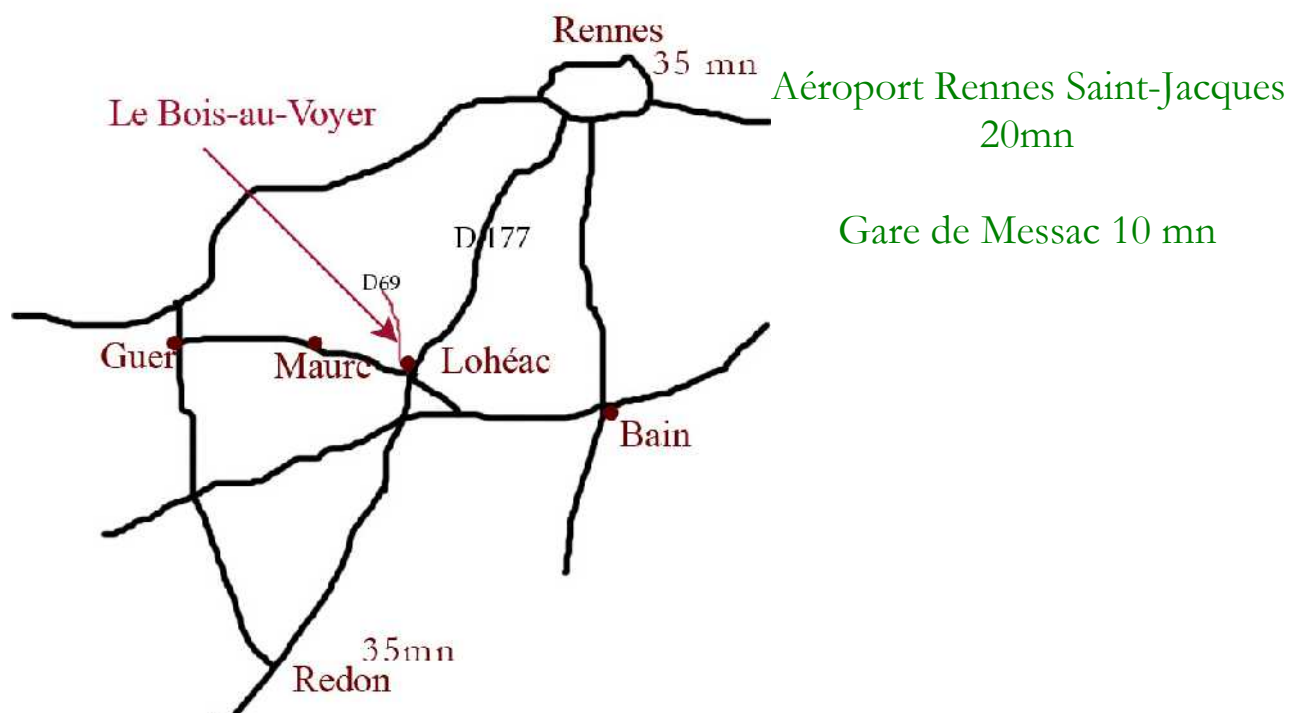 Rennes
35 mn
Aéroport Rennes Saint-Jacques
20mn
Le Bois-au-Voyer
Gare de Messac 10 mn
D 177
D69
Guer
Maure
Lohéac
Bain
35mn
Redon